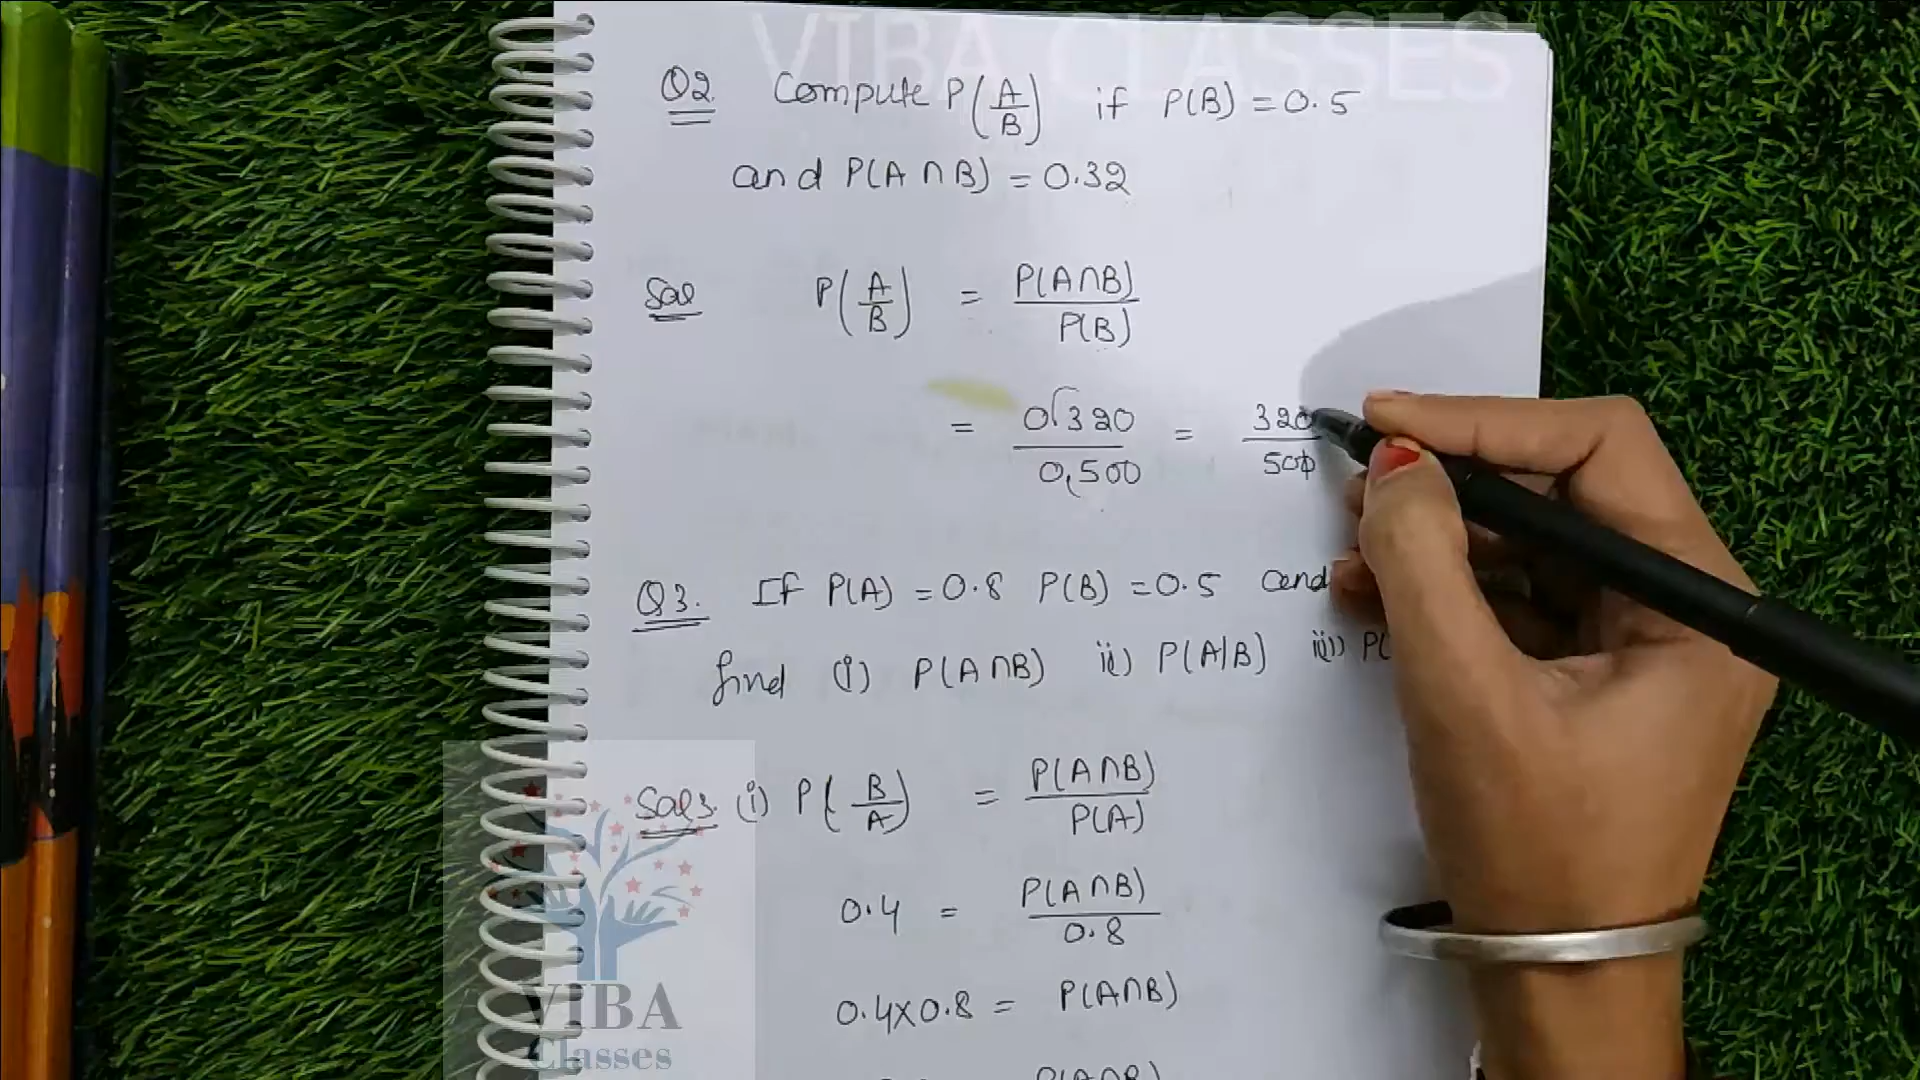 VIBA CLASSES
Q2. Compute P(A/B) if P(B) = 0.5
and P(A ∩ B) = 0.32
Sol P(A/B) = P(A∩B)/P(B)
= 0.320/0.500 = 320/500
Q3. If P(A) = 0.8 P(B) = 0.5 and
find (i) P(A ∩B) ii) P(A|B) iii) P(
Sol3. (i) P(B/A) = P(A∩B)/P(A)
0.4 = P(A∩B)/0.8
0.4×0.8 = P(A∩B)
P(A∩B)
VIBA
Classes